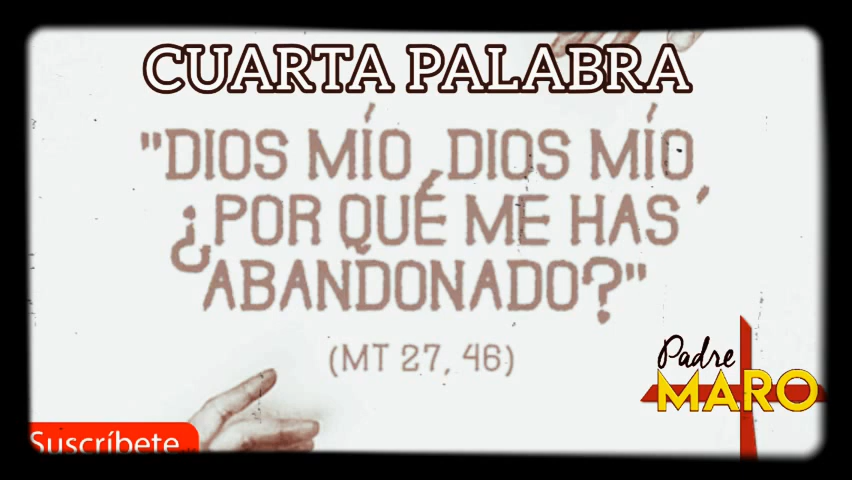 CUARTA PALABRA
"DIOS MÍO, DIOS MÍO,
¿POR QUÉ ME HAS
ABANDONADO?"
(MT 27, 46)
Padre
MARO
Suscríbete